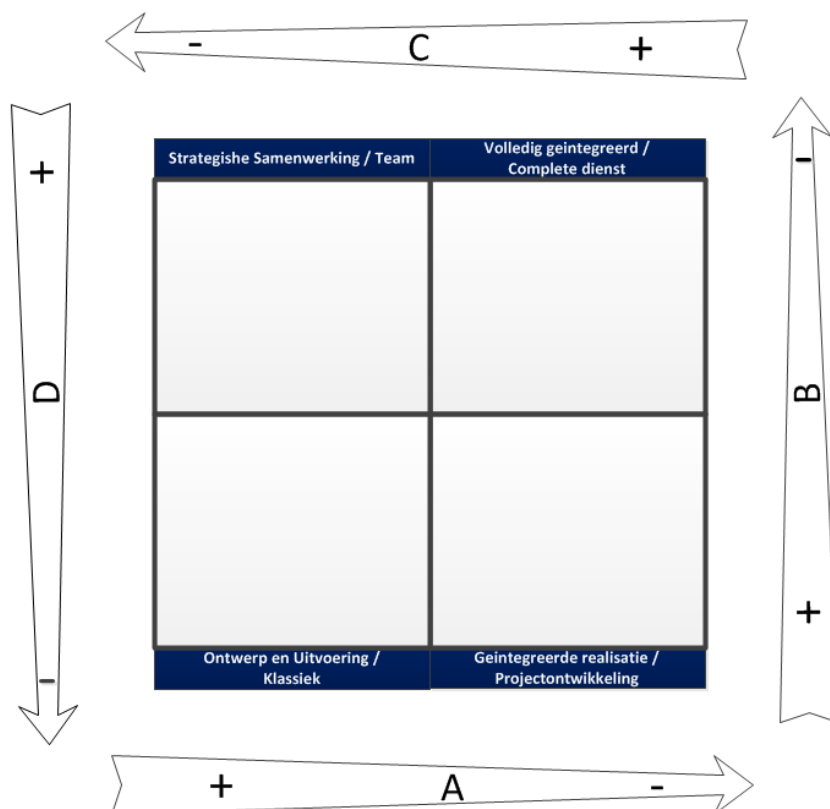 - C +
+
-
Strategishe Samenwerking / Team
Volledig geintegreerd /
Complete dienst
D
B
+
Ontwerp en Uitvoering /
Klassiek
Geintegreerde realisatie /
Projectontwikkeling
-
+ A -